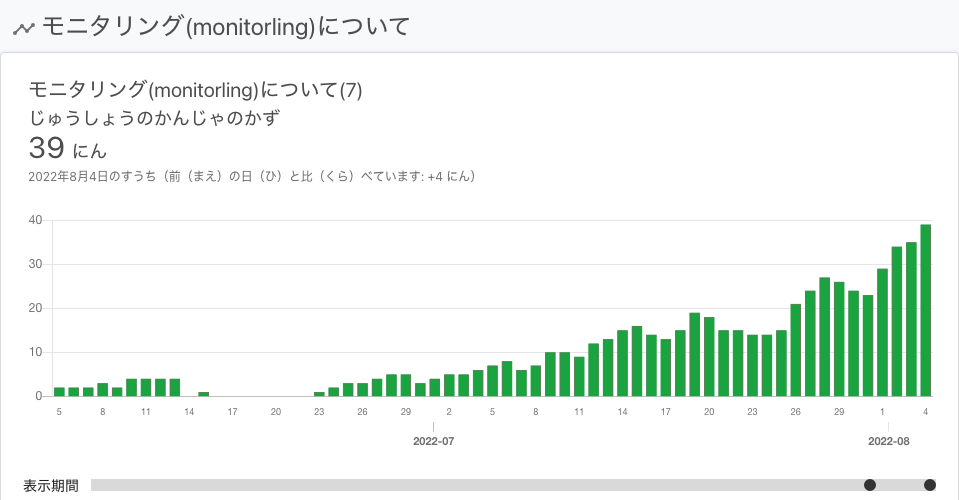 モニタリング(monitorling)について
モニタリング(monitorling)について(7)
じゅうしょうのかんじゃのかず
39 にん
2022年8月4日のすうち（前（まえ）の日（ひ）と比（くら）べています: +4 にん）
40
30
20
10
0
5 8 11 14 17 20 23 26 29 2 5 8 11 14 17 20 23 26 29 1 4
2022-07 2022-08
表示期間